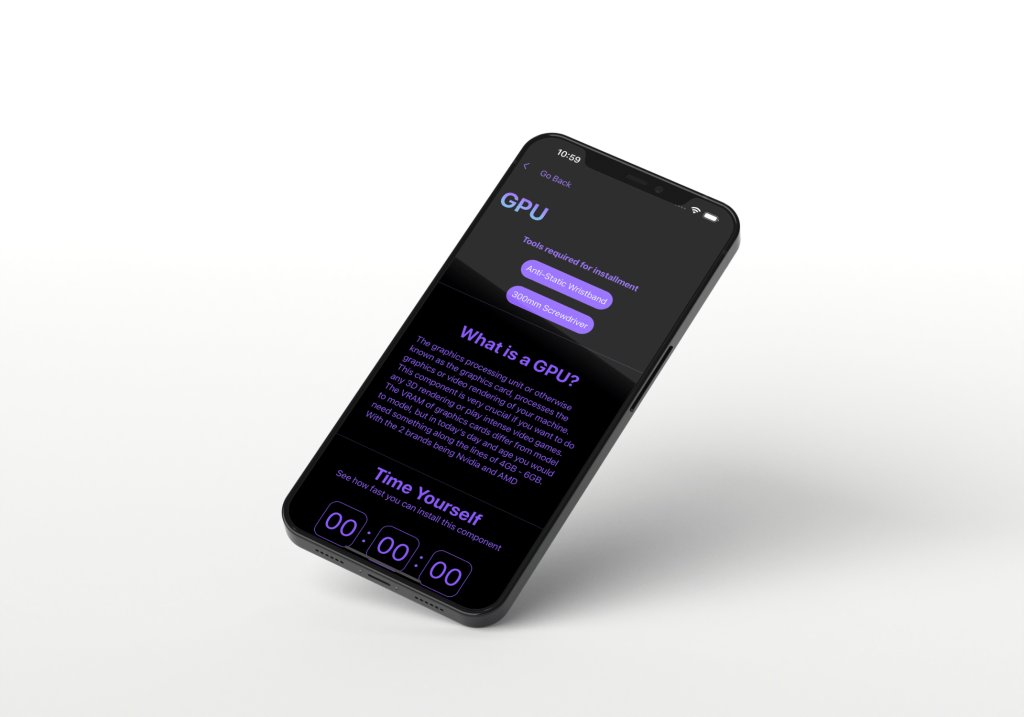 10:59
Go Back
GPU
Tools required for installment
Anti-Static Wristband
300mm Screwdriver
What is a GPU?
The graphics processing unit or otherwise
known as the graphics card, processes the
graphics or video rendering of your machine.
This component is very crucial if you want to do
any 3D rendering or play intense video games.
The VRAM of graphics cards differ from model
to model, but in today's day and age you would
need something along the lines of 4GB - 6GB.
With the 2 brands being Nvidia and AMD
Time Yourself
See how fast you can install this component
00 : 00 : 00